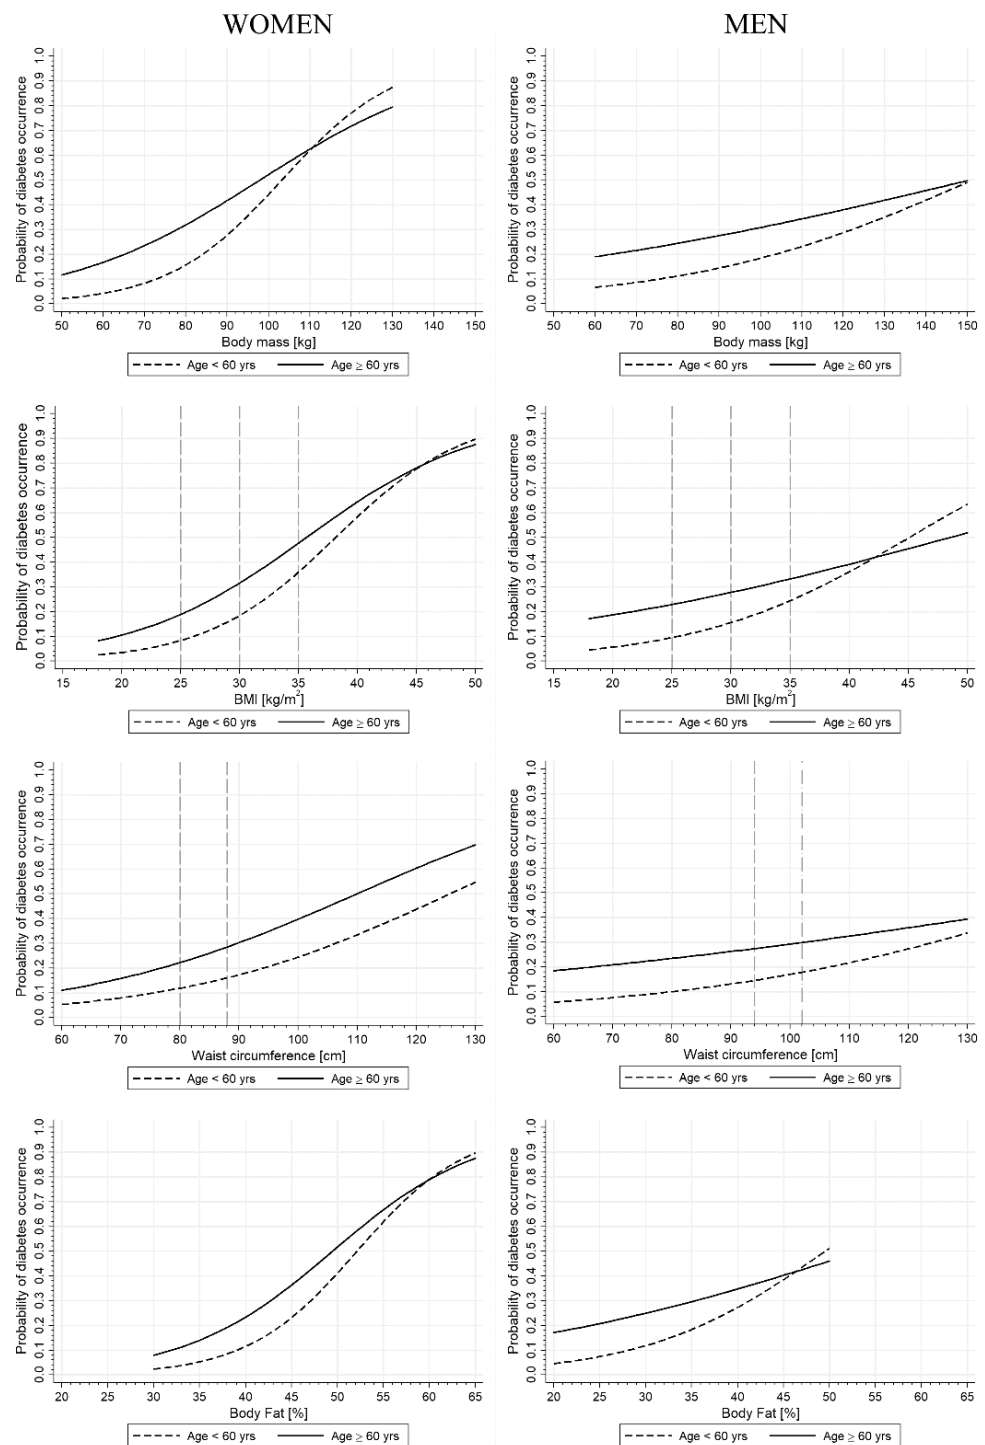 WOMEN
MEN
Probability of diabetes occurrence
0.0 0.1 0.2 0.3 0.4 0.5 0.6 0.7 0.8 0.9 1.0
50 60 70 80 90 100 110 120 130 140 150
Body mass [kg]
Age < 60 yrs Age ≥ 60 yrs
Probability of diabetes occurrence
0.0 0.1 0.2 0.3 0.4 0.5 0.6 0.7 0.8 0.9 1.0
50 60 70 80 90 100 110 120 130 140 150
Body mass [kg]
Age < 60 yrs Age ≥ 60 yrs
Probability of diabetes occurrence
0.0 0.1 0.2 0.3 0.4 0.5 0.6 0.7 0.8 0.9 1.0
15 20 25 30 35 40 45 50
BMI [kg/m²]
Age < 60 yrs Age ≥ 60 yrs
Probability of diabetes occurrence
0.0 0.1 0.2 0.3 0.4 0.5 0.6 0.7 0.8 0.9 1.0
15 20 25 30 35 40 45 50
BMI [kg/m²]
Age < 60 yrs Age ≥ 60 yrs
Probability of diabetes occurrence
0.0 0.1 0.2 0.3 0.4 0.5 0.6 0.7 0.8 0.9 1.0
60 70 80 90 100 110 120 130
Waist circumference [cm]
Age < 60 yrs Age ≥ 60 yrs
Probability of diabetes occurrence
0.0 0.1 0.2 0.3 0.4 0.5 0.6 0.7 0.8 0.9 1.0
60 70 80 90 100 110 120 130
Waist circumference [cm]
Age < 60 yrs Age ≥ 60 yrs
Probability of diabetes occurrence
0.0 0.1 0.2 0.3 0.4 0.5 0.6 0.7 0.8 0.9 1.0
20 25 30 35 40 45 50 55 60 65
Body Fat [%]
Age < 60 yrs Age ≥ 60 yrs
Probability of diabetes occurrence
0.0 0.1 0.2 0.3 0.4 0.5 0.6 0.7 0.8 0.9 1.0
20 25 30 35 40 45 50 55 60 65
Body Fat [%]
Age < 60 yrs Age ≥ 60 yrs